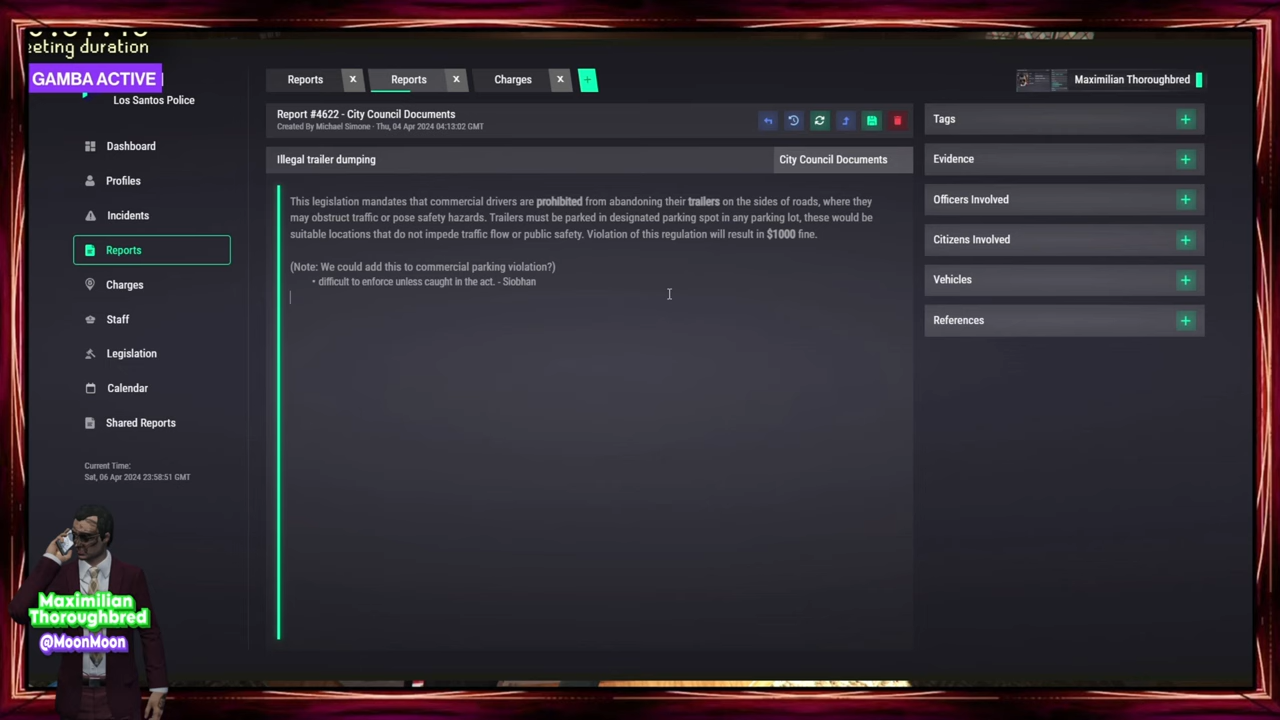 eeting duration
GAMBA ACTIVE
Los Santos Police
Dashboard
Profiles
Incidents
Reports
Charges
Staff
Legislation
Calendar
Shared Reports
Current Time:
Sat, 06 Apr 2024 23:58:51 GMT
Maximilian
Thoroughbred
@MoonMoon
Reports x Reports x Charges x +
Maximilian Thoroughbred
Report #4622 - City Council Documents
Created By Michael Simone · Thu, 04 Apr 2024 04:13:02 GMT
Illegal trailer dumping
City Council Documents
This legislation mandates that commercial drivers are prohibited from abandoning their trailers on the sides of roads, where they
may obstruct traffic or pose safety hazards. Trailers must be parked in designated parking spot in any parking lot, these would be
suitable locations that do not impede traffic flow or public safety. Violation of this regulation will result in $1000 fine.
(Note: We could add this to commercial parking violation?)
• difficult to enforce unless caught in the act. - Siobhan
Tags +
Evidence +
Officers Involved +
Citizens Involved +
Vehicles +
References +